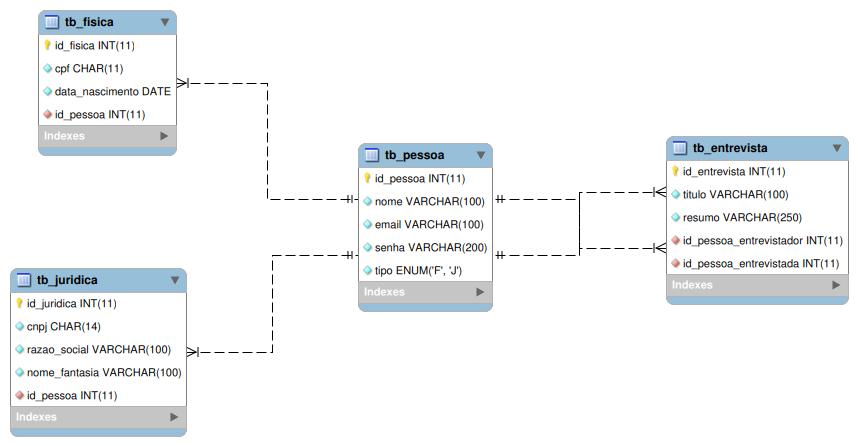 tb_fisica
id_fisica INT(11)
cpf CHAR(11)
data_nascimento DATE
id_pessoa INT(11)
Indexes
tb_pessoa
id_pessoa INT(11)
nome VARCHAR(100)
email VARCHAR(100)
senha VARCHAR(200)
tipo ENUM('F', 'J')
Indexes
tb_entrevista
id_entrevista INT(11)
titulo VARCHAR(100)
resumo VARCHAR(250)
id_pessoa_entrevistador INT(11)
id_pessoa_entrevistada INT(11)
Indexes
tb_juridica
id_juridica INT(11)
cnpj CHAR(14)
razao_social VARCHAR(100)
nome_fantasia VARCHAR(100)
id_pessoa INT(11)
Indexes